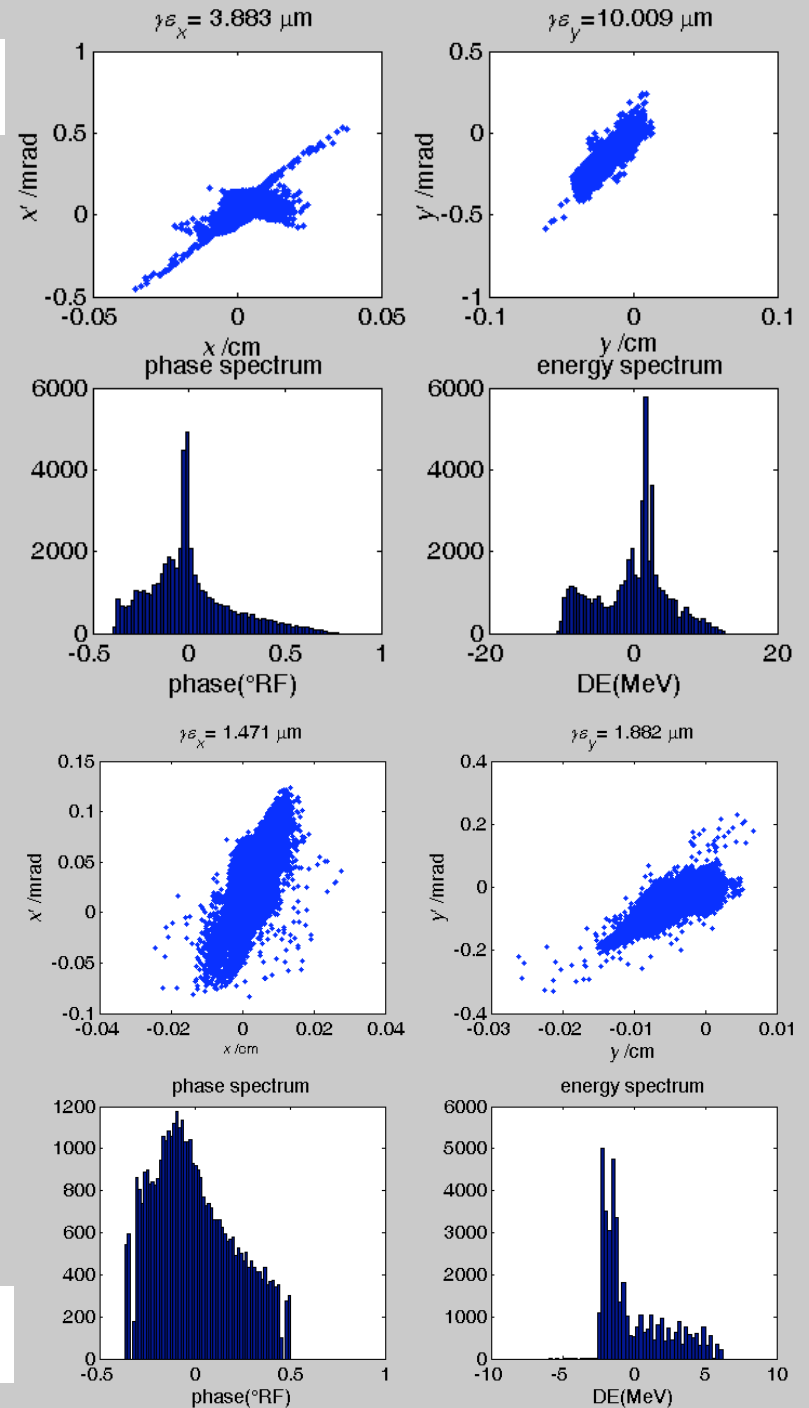 γεx= 3.883 μm
γεy=10.009 μm
1
0.5
0
-0.5
x' /mrad
-0.05 0 0.05
x /cm
0.5
0
-0.5
-1
y' /mrad
-0.1 0 0.1
y /cm
phase spectrum
6000
4000
2000
0
-0.5 0 0.5 1
phase(°RF)
energy spectrum
6000
4000
2000
0
-20 0 20
DE(MeV)
γεx= 1.471 μm
γεy= 1.882 μm
0.15
0.1
0.05
0
-0.05
-0.1
x' /mrad
-0.04 -0.02 0 0.02 0.04
x /cm
0.4
0.2
0
-0.2
-0.4
y' /mrad
-0.03 -0.02 -0.01 0 0.01
y /cm
phase spectrum
1200
1000
800
600
400
200
0
-0.5 0 0.5 1
phase(°RF)
energy spectrum
6000
5000
4000
3000
2000
1000
0
-10 -5 0 5 10
DE(MeV)